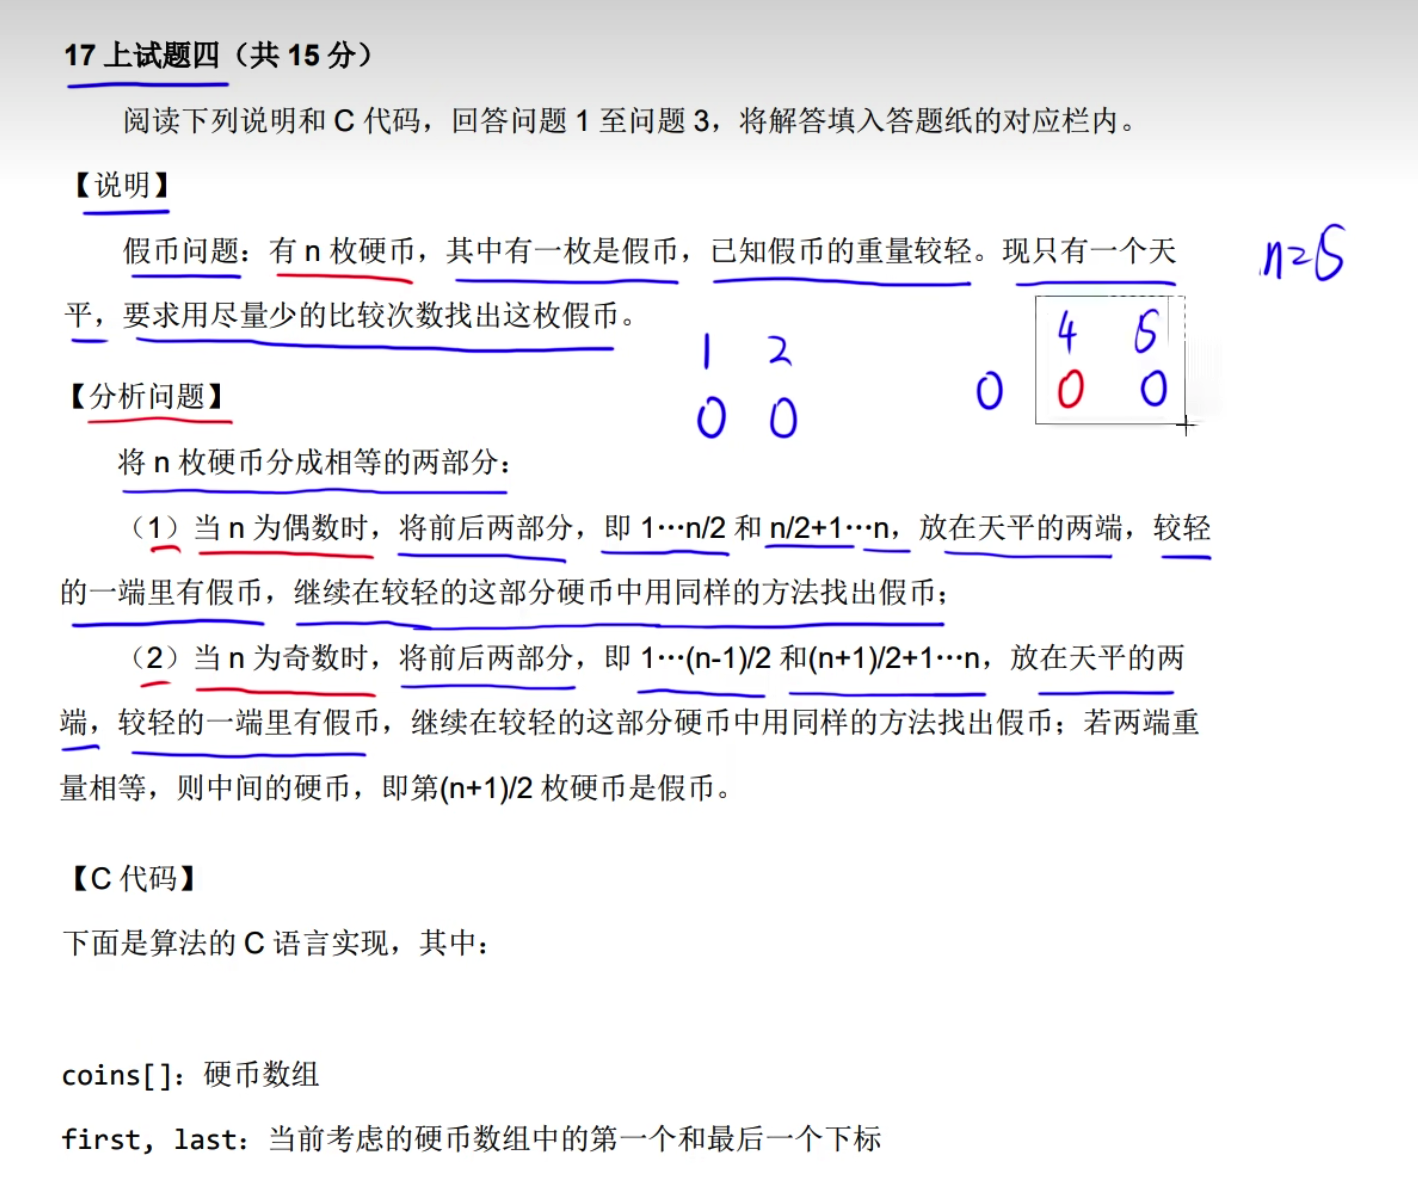 17 上试题四（共 15 分）
阅读下列说明和 C 代码，回答问题 1 至问题 3，将解答填入答题纸的对应栏内。
【说明】
假币问题：有 n 枚硬币，其中有一枚是假币，已知假币的重量较轻。现只有一个天
n=5
平，要求用尽量少的比较次数找出这枚假币。
1 2
4 5
【分析问题】
0 0
0 0 0
将 n 枚硬币分成相等的两部分：
（1）当 n 为偶数时，将前后两部分，即 1…n/2 和 n/2+1…n，放在天平的两端，较轻
的一端里有假币，继续在较轻的这部分硬币中用同样的方法找出假币；
（2）当 n 为奇数时，将前后两部分，即 1…(n-1)/2 和(n+1)/2+1…n，放在天平的两
端，较轻的一端里有假币，继续在较轻的这部分硬币中用同样的方法找出假币；若两端重
量相等，则中间的硬币，即第(n+1)/2 枚硬币是假币。
【C 代码】
下面是算法的 C 语言实现，其中：
coins[]：硬币数组
first, last：当前考虑的硬币数组中的第一个和最后一个下标